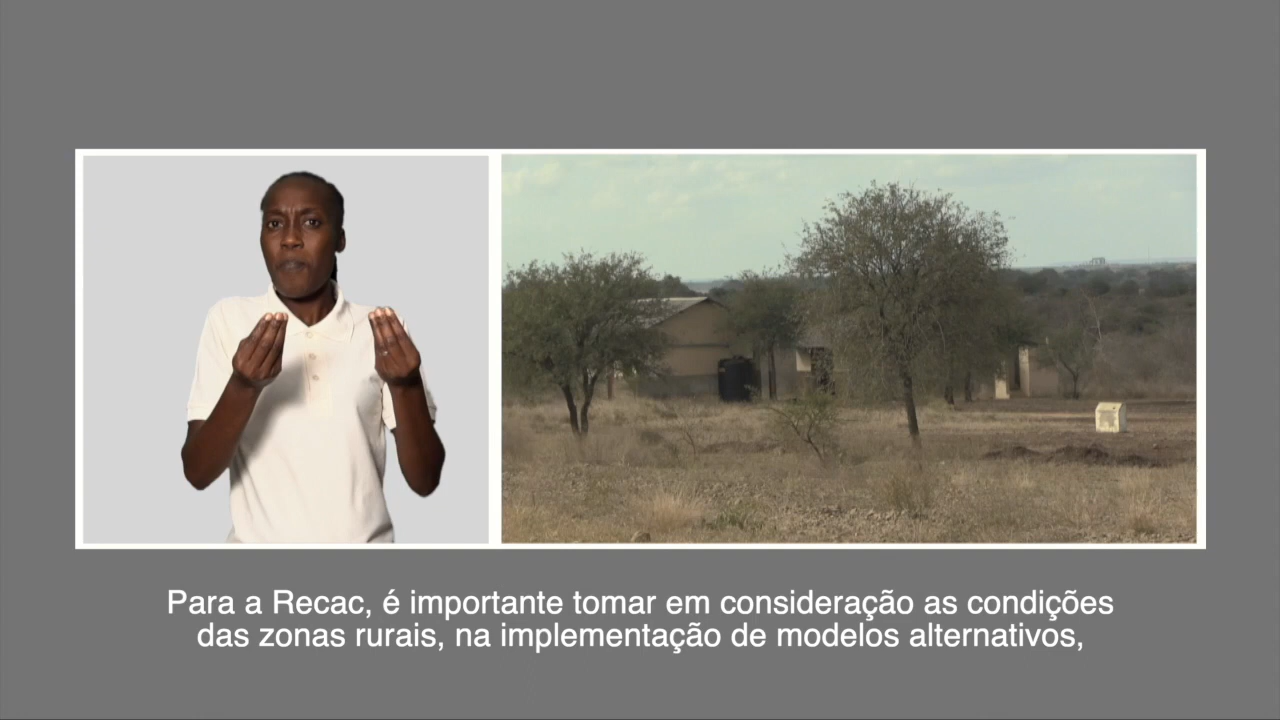 Para a Recac, é importante tomar em consideração as condições
das zonas rurais, na implementação de modelos alternativos,